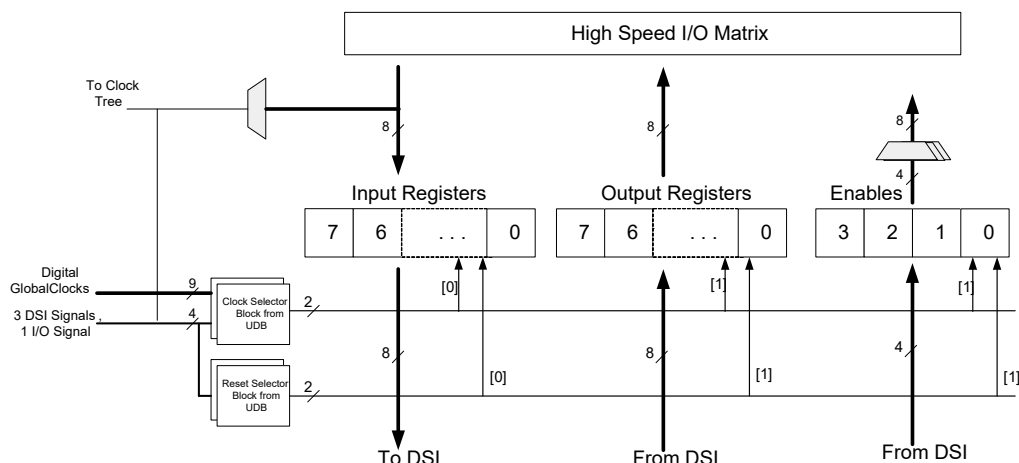 High Speed I/O Matrix
To Clock
Tree
8
8
8
4
Input Registers
Output Registers
Enables
7 6 . . . 0
7 6 . . . 0
3 2 1 0
Digital
GlobalClocks
9
[0]
[1]
[1]
3 DSI Signals ,
1 I/O Signal
4
Clock Selector
Block from
UDB
2
8
8
4
Reset Selector
Block from
UDB
2
[0]
[1]
[1]
To DSI
From DSI
From DSI